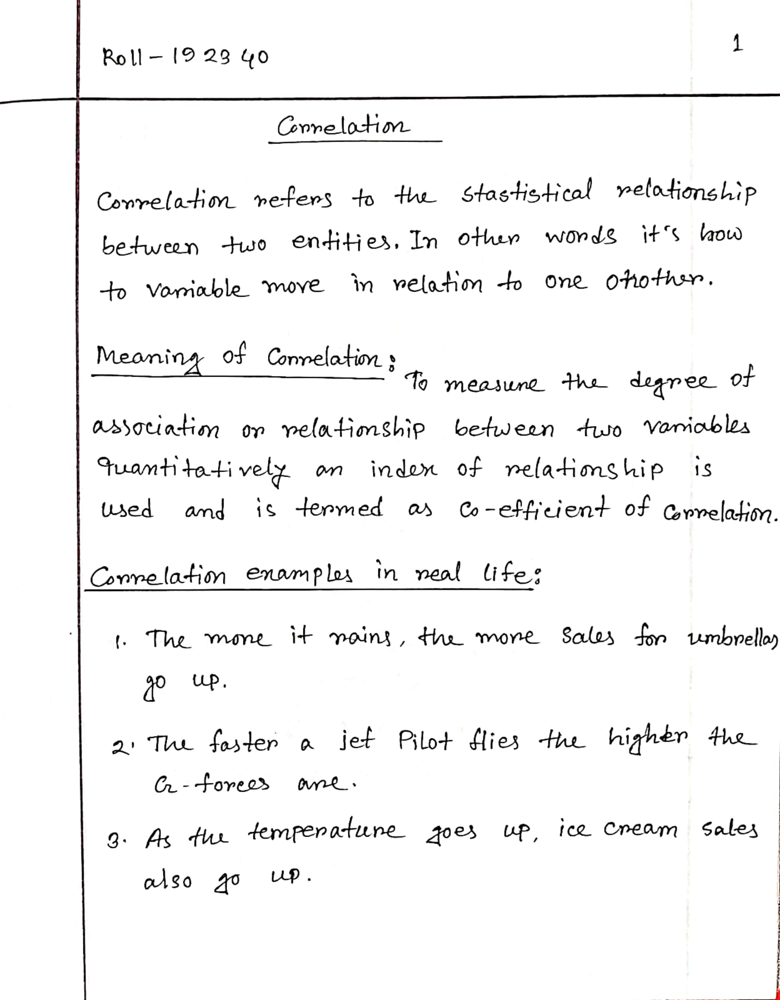 Roll - 192340
1
Correlation
Correlation refers to the stastistical relationship
between two entities. In other words it's how
to variable move in relation to one
Meaning of Correlation:
To measure the degree of
association or relationship between two variables
quantitatively an index of relationship is
used and is termed as co-efficient of correlation.
Correlation examples in real life:
1. The more it rains, the more sales for umbrellas
go up.
2. The faster a jet Pilot flies the higher the
G-forces are.
3. As the temperature goes up, ice cream sales
also go up.